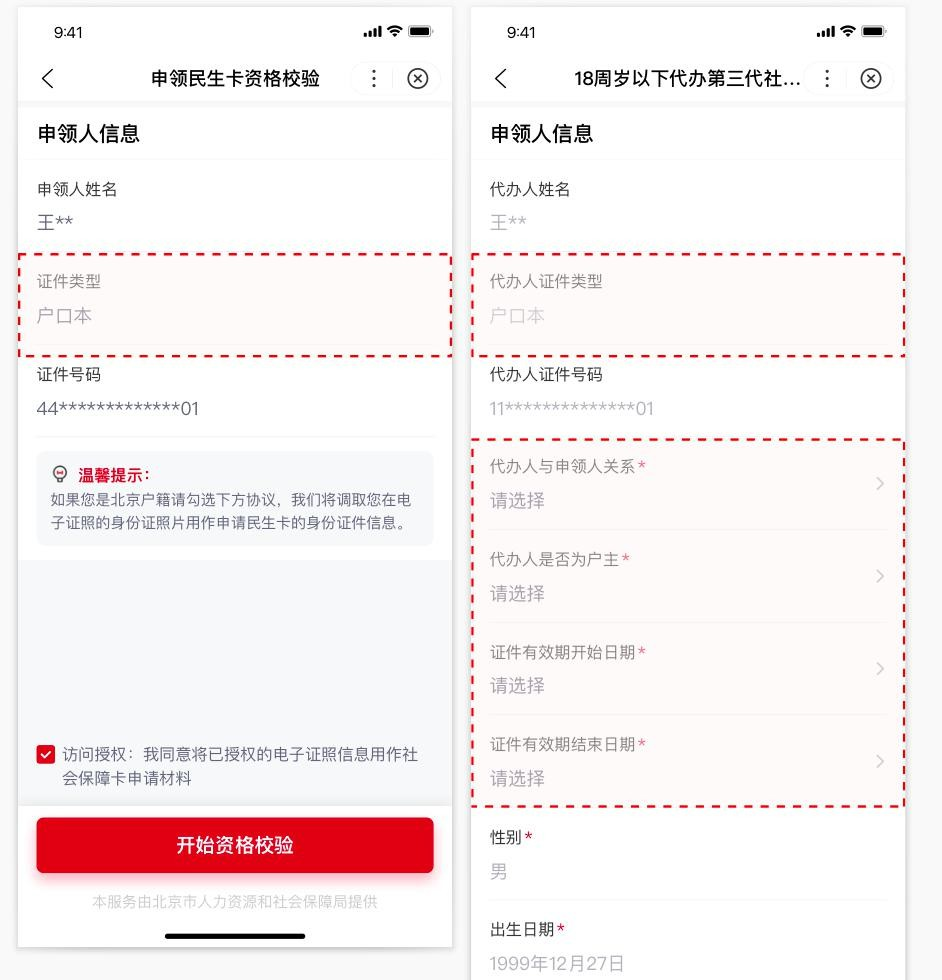 9:41
申领民生卡资格校验
申领人信息
申领人姓名
王**
证件类型
户口本
证件号码
44*************01
温馨提示：
如果您是北京户籍请勾选下方协议，我们将调取您在电
子证照的身份证照片用作申请民生卡的身份证件信息。
访问授权：我同意将已授权的电子证照信息用作社
会保障卡申请材料
开始资格校验
本服务由北京市人力资源和社会保障局提供
9:41
18周岁以下代办第三代社...
申领人信息
代办人姓名
王**
代办人证件类型
户口本
代办人证件号码
11**************01
代办人与申领人关系*
请选择
代办人是否为户主*
请选择
证件有效期开始日期*
请选择
证件有效期结束日期*
请选择
性别*
男
出生日期*
1999年12月27日